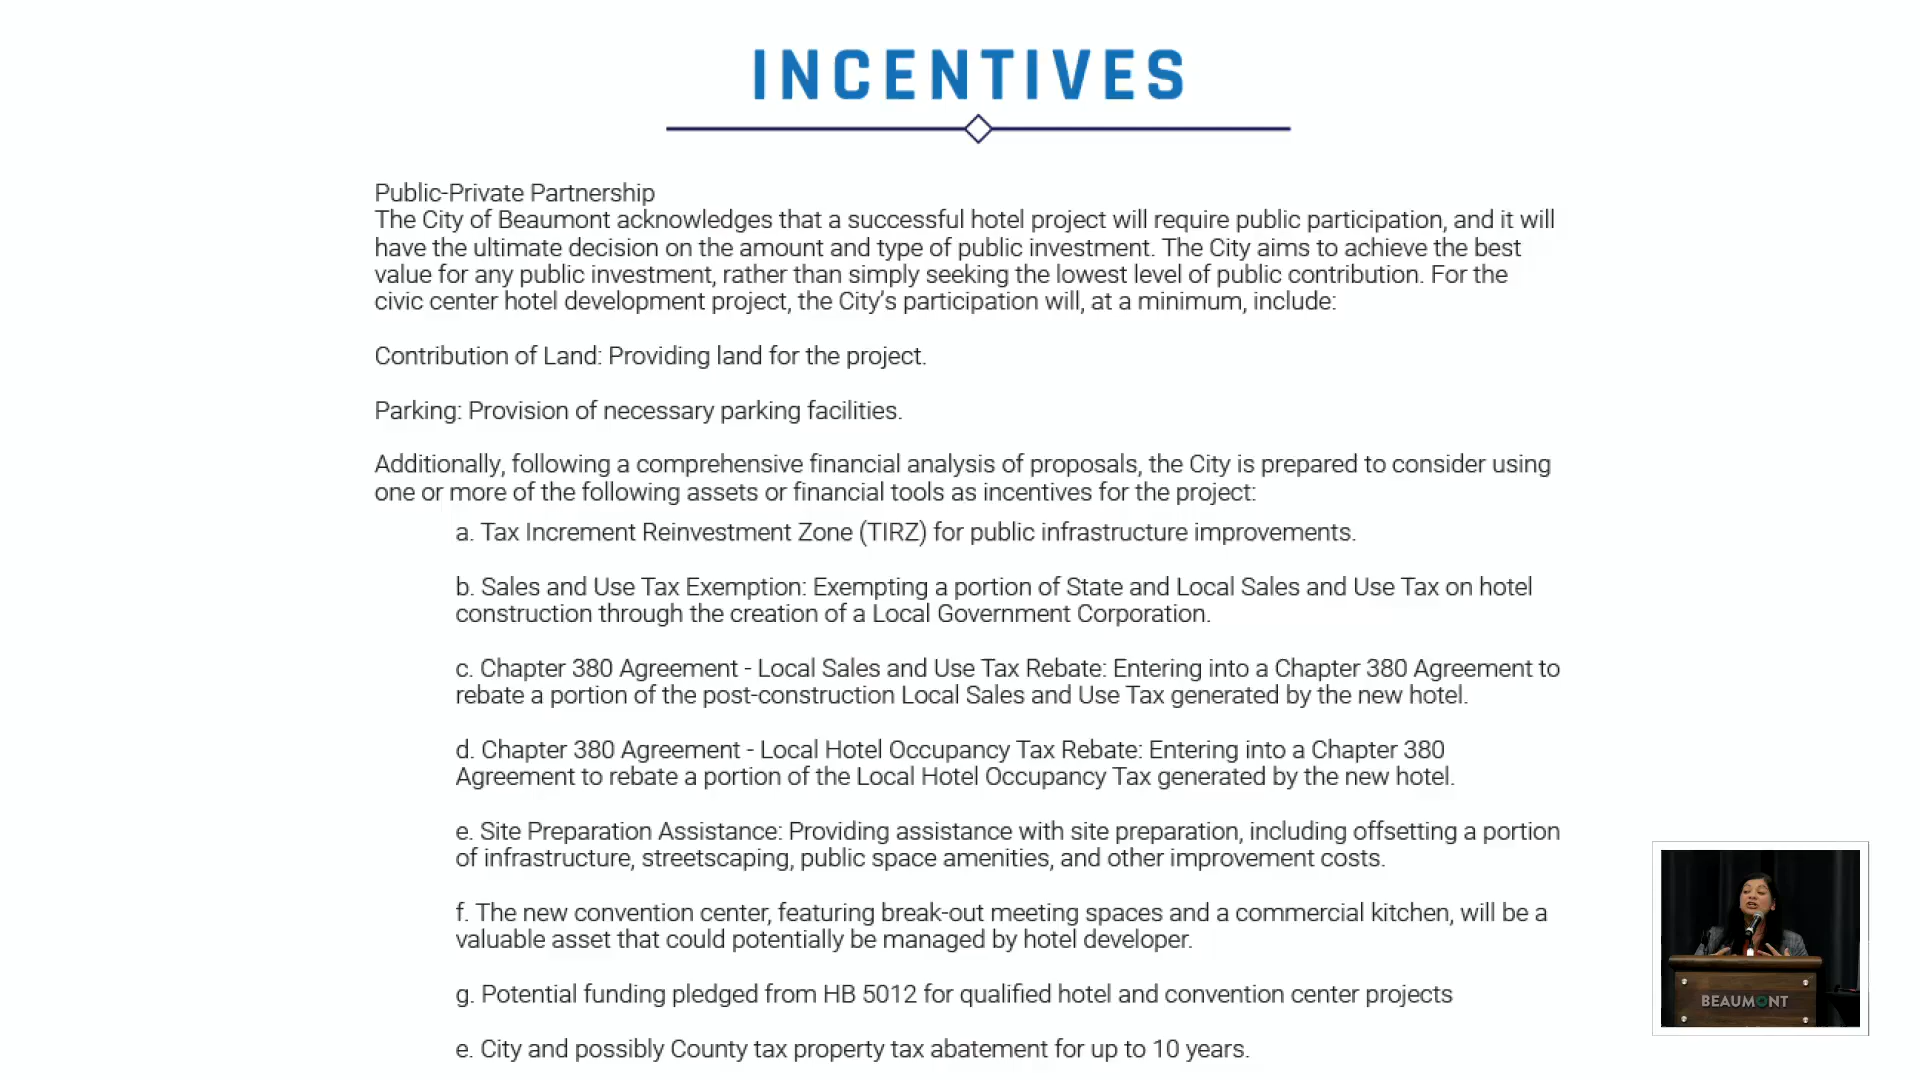 INCENTIVES
Public-Private Partnership
The City of Beaumont acknowledges that a successful hotel project will require public participation, and it will
have the ultimate decision on the amount and type of public investment. The City aims to achieve the best
value for any public investment, rather than simply seeking the lowest level of public contribution. For the
civic center hotel development project, the City's participation will, at a minimum, include:
Contribution of Land: Providing land for the project.
Parking: Provision of necessary parking facilities.
Additionally, following a comprehensive financial analysis of proposals, the City is prepared to consider using
one or more of the following assets or financial tools as incentives for the project:
a. Tax Increment Reinvestment Zone (TIRZ) for public infrastructure improvements.
b. Sales and Use Tax Exemption: Exempting a portion of State and Local Sales and Use Tax on hotel
construction through the creation of a Local Government Corporation.
c. Chapter 380 Agreement - Local Sales and Use Tax Rebate: Entering into a Chapter 380 Agreement to
rebate a portion of the post-construction Local Sales and Use Tax generated by the new hotel.
d. Chapter 380 Agreement - Local Hotel Occupancy Tax Rebate: Entering into a Chapter 380
Agreement to rebate a portion of the Local Hotel Occupancy Tax generated by the new hotel.
e. Site Preparation Assistance: Providing assistance with site preparation, including offsetting a portion
of infrastructure, streetscaping, public space amenities, and other improvement costs.
f. The new convention center, featuring break-out meeting spaces and a commercial kitchen, will be a
valuable asset that could potentially be managed by hotel developer.
g. Potential funding pledged from HB 5012 for qualified hotel and convention center projects
e. City and possibly County tax property tax abatement for up to 10 years.
BEAUMONT